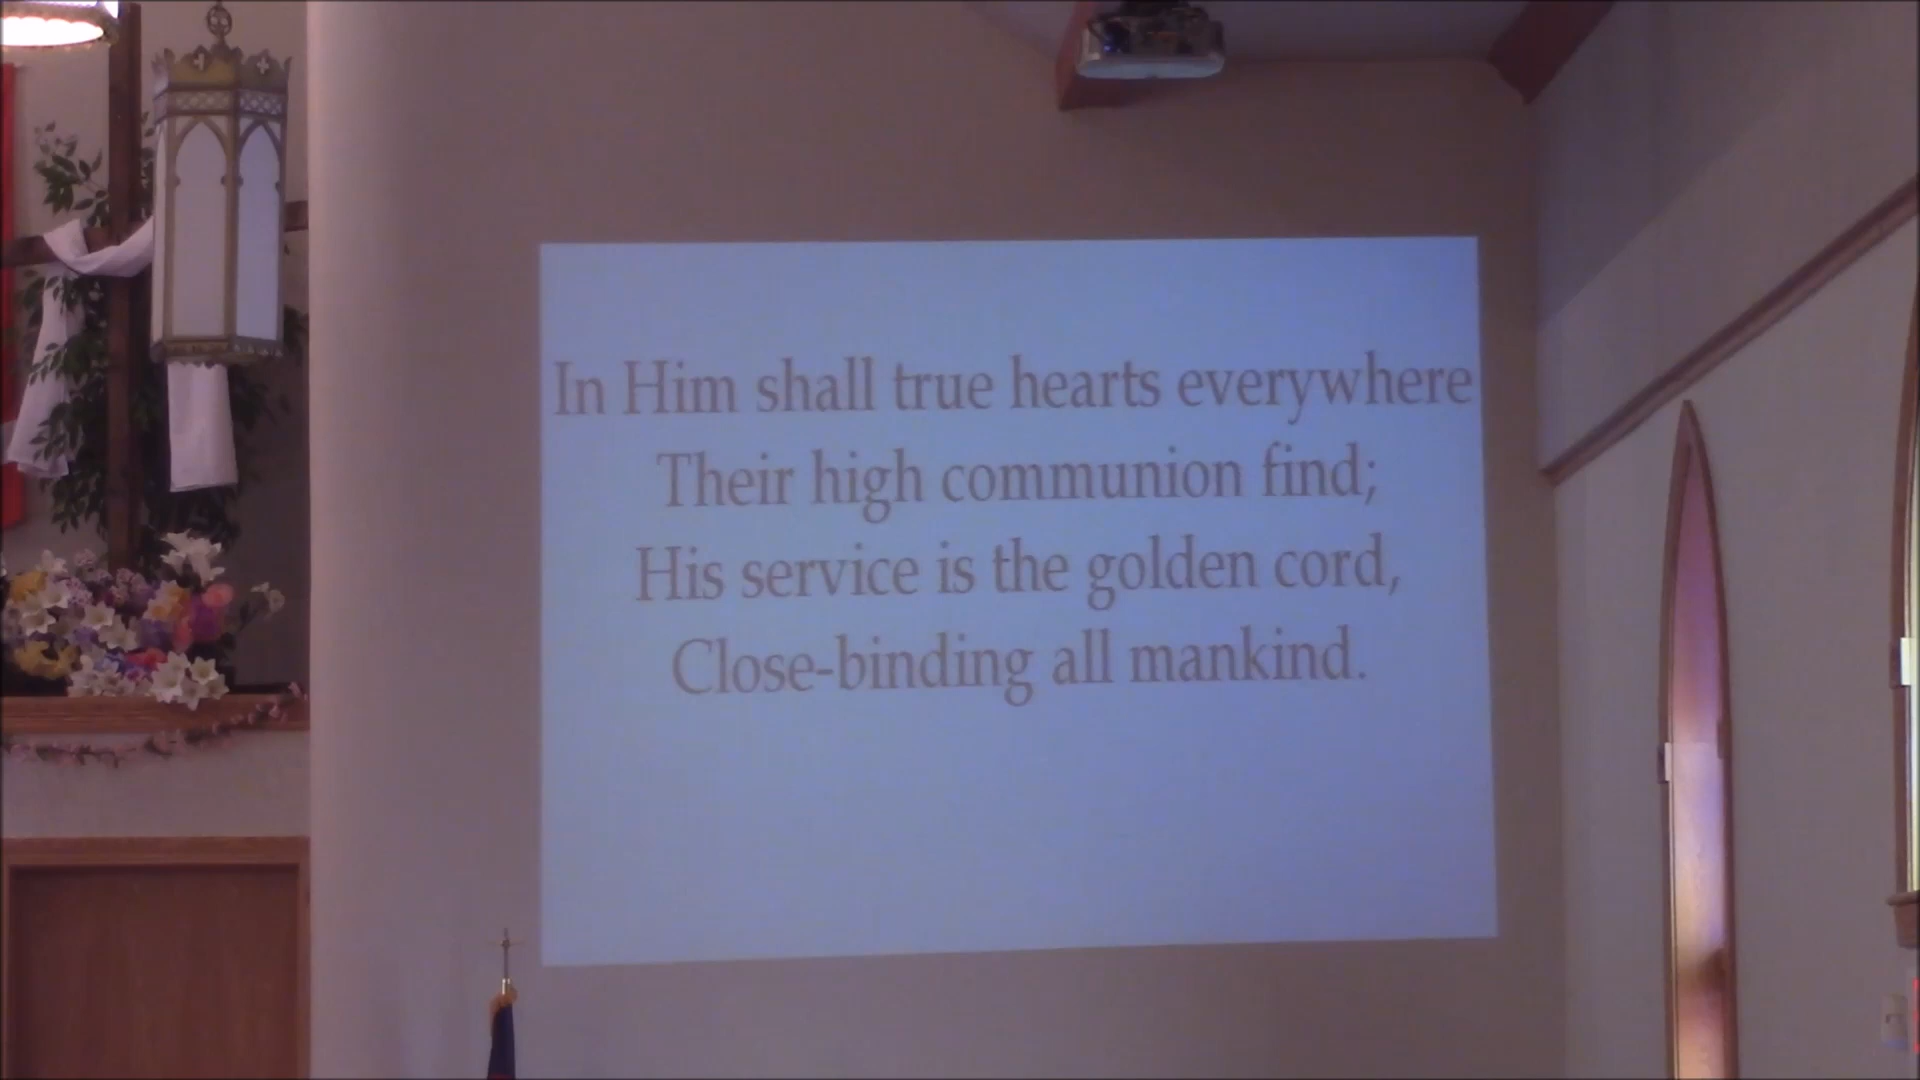 In Him shall true hearts everywhere
Their high communion find;
His service is the golden cord,
Close-binding all mankind.